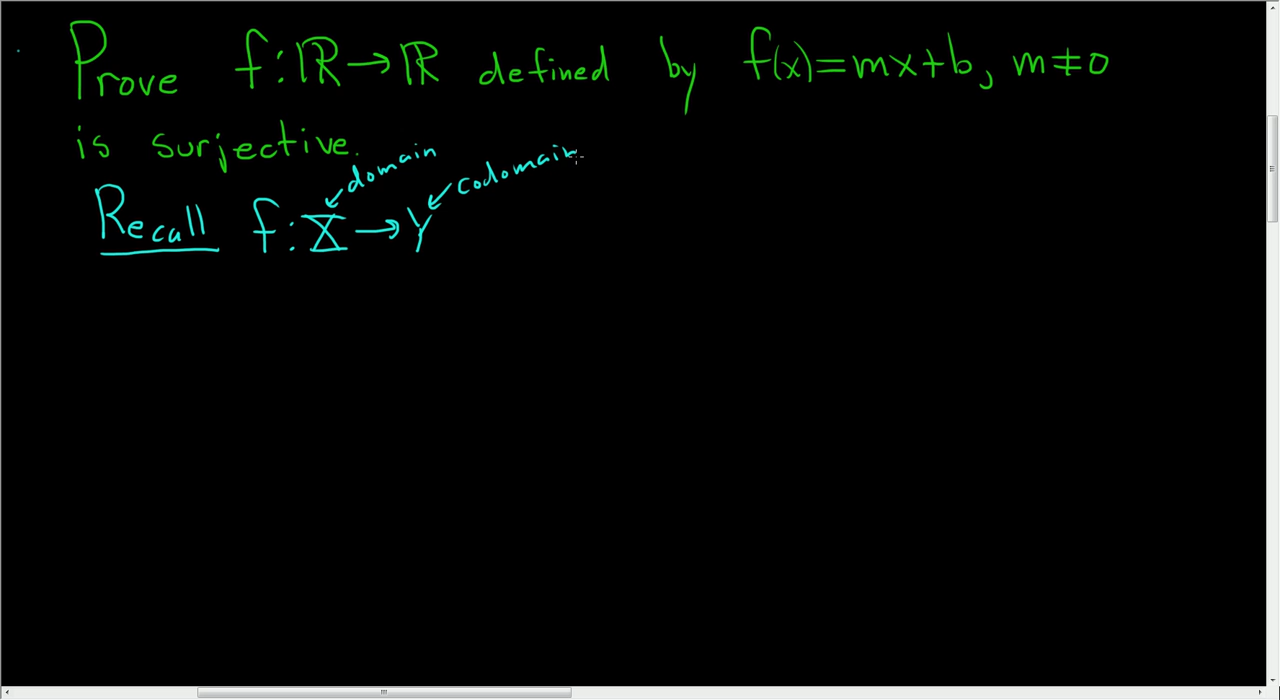 Prove f:ℝ→ℝ defined by f(x)=mx+b, m≠0
is surjective.
domain
codomain
Recall f:X→Y